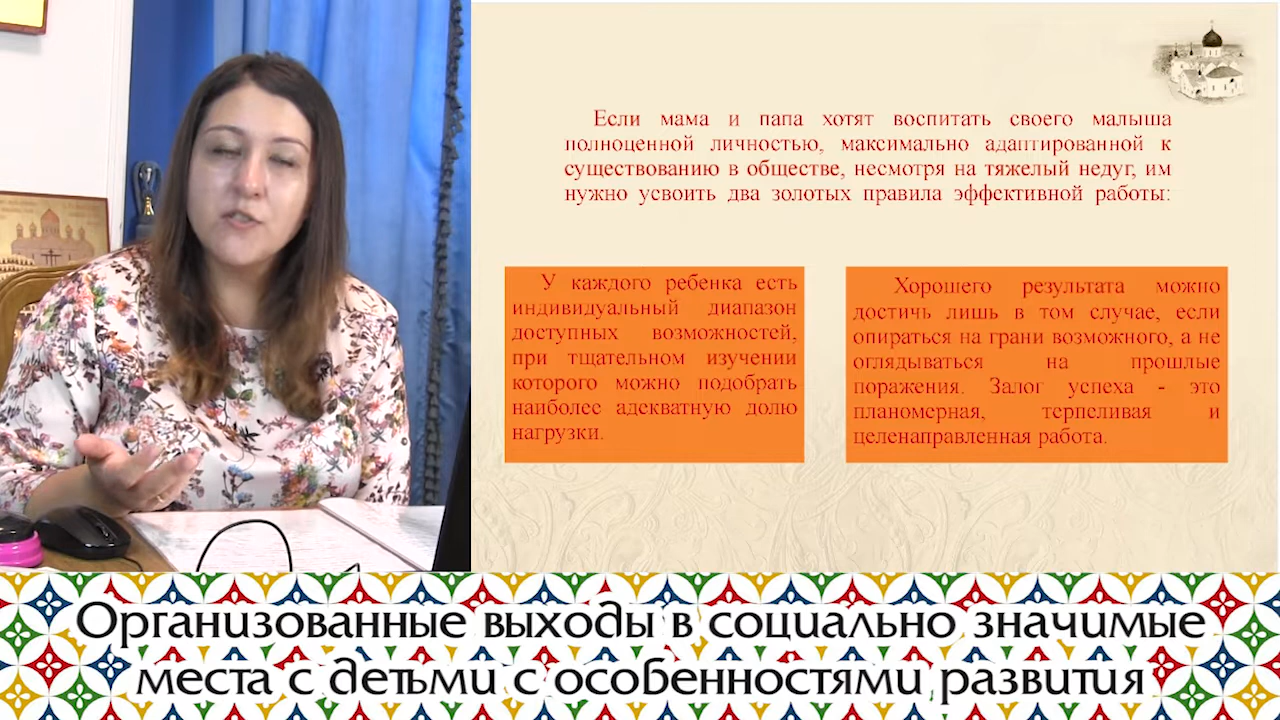 Если мама и папа хотят воспитать своего малыша
полноценной личностью, максимально адаптированной к
существованию в обществе, несмотря на тяжелый недуг, им
нужно усвоить два золотых правила эффективной работы:
У каждого ребенка есть
индивидуальный диапазон
доступных возможностей,
при тщательном изучении
которого можно подобрать
наиболее адекватную долю
нагрузки.
Хорошего результата можно
достичь лишь в том случае, если
опираться на грани возможного, а не
оглядываться на прошлые
поражения. Залог успеха - это
планомерная, терпеливая и
целенаправленная работа.
Организованные выходы в социально значимые
места с детьми с особенностями развития